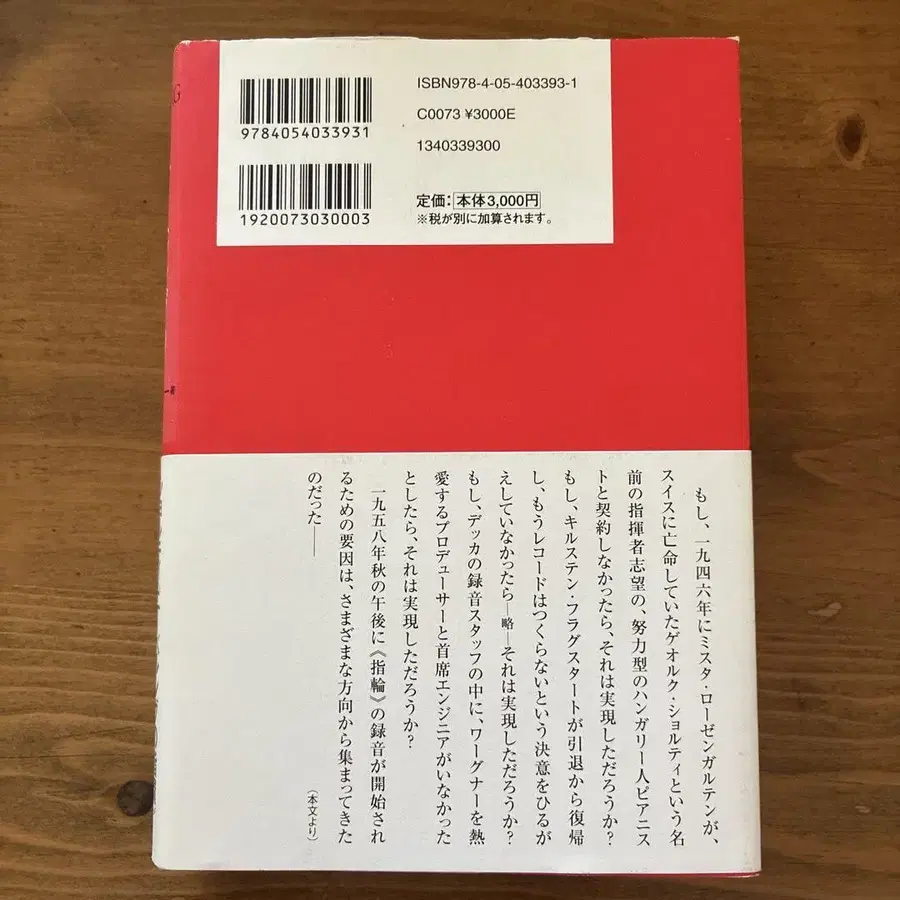 ISBN978-4-05-403393-1
C0073 ¥3000E
1340339300
9784054033931
1920073030003
定価：本体3,000円
※税が別に加算されます。
もし、一九四六年にミスタ・ローゼンガルテンが、
スイスに亡命していたゲオルク・ショルティという名
前の指揮者志望の、努力型のハンガリー人ピアニス
トと契約しなかったら、それは実現しただろうか？
もし、キルステン・フラグスタートが引退から復帰
し、もうレコードはつくらないという決意をひるが
えしていなかったら―略―それは実現しただろうか？
もし、デッカの録音スタッフの中に、ワーグナーを熱
愛するプロデューサーと首席エンジニアがいなかった
としたら、それは実現しただろうか？
一九五八年秋の午後に《指輪》の録音が開始され
るための要因は、さまざまな方向から集まってきた
のだった――
（本文より）
G